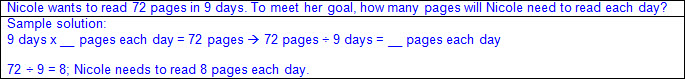 Nicole wants to read 72 pages in 9 days. To meet her goal, how many pages will Nicole need to read each day?
Sample solution:
9 days x __ pages each day = 72 pages → 72 pages ÷ 9 days = __ pages each day
72 ÷ 9 = 8; Nicole needs to read 8 pages each day.